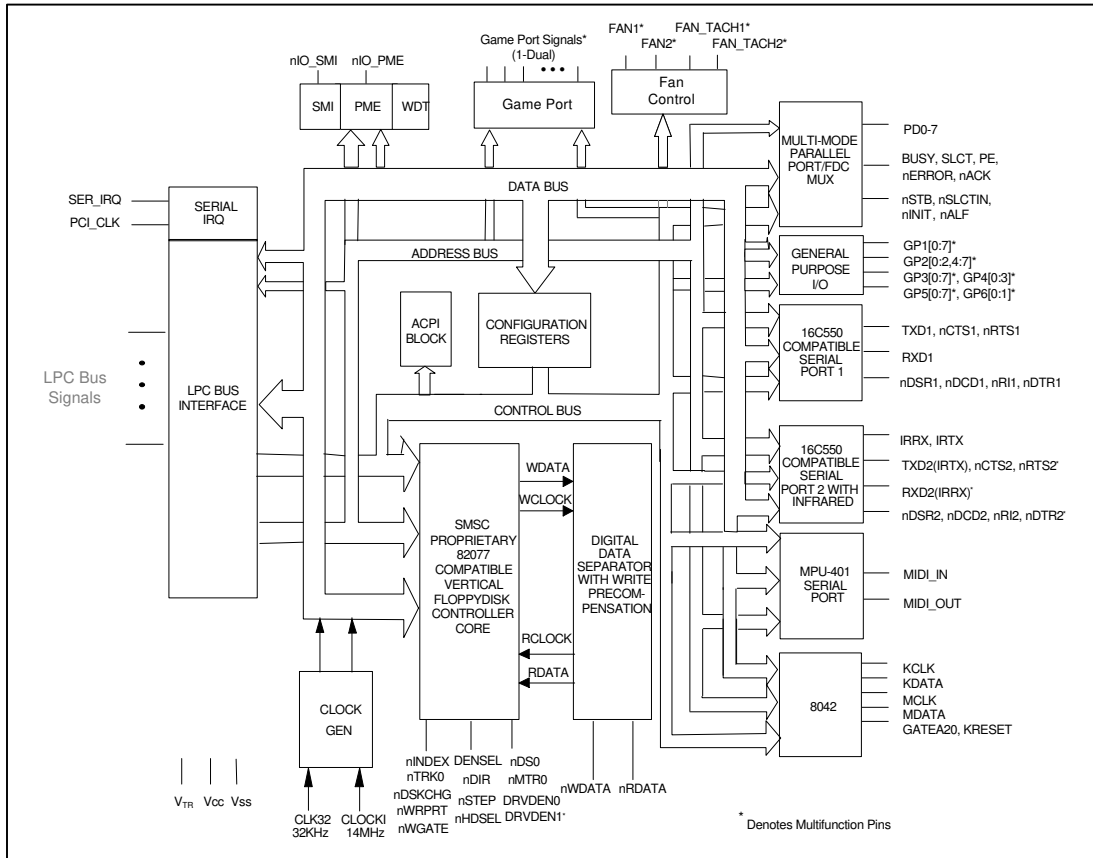 FAN1*
FAN_TACH1*
FAN2*
FAN_TACH2*
Game Port Signals*
(1-Dual)
nIO_SMI
nIO_PME
SMI
PME
WDT
Game Port
Fan
Control
MULTI-MODE
PARALLEL
PORT/FDC
MUX
PD0-7
BUSY, SLCT, PE,
nERROR, nACK
nSTB, nSLCTIN,
nINIT, nALF
SER_IRQ
PCI_CLK
SERIAL
IRQ
DATA BUS
ADDRESS BUS
GENERAL
PURPOSE
I/O
GP1[0:7]*
GP2[0:2,4:7]*
GP3[0:7]*, GP4[0:3]*
GP5[0:7]*, GP6[0:1]*
ACPI
BLOCK
CONFIGURATION
REGISTERS
16C550
COMPATIBLE
SERIAL
PORT 1
TXD1, nCTS1, nRTS1
RXD1
nDSR1, nDCD1, nRI1, nDTR1
LPC Bus
Signals
LPC BUS
INTERFACE
CONTROL BUS
16C550
COMPATIBLE
SERIAL
PORT 2 WITH
INFRARED
IRRX, IRTX
TXD2(IRTX), nCTS2, nRTS2*
RXD2(IRRX)*
nDSR2, nDCD2, nRI2, nDTR2*
WDATA
WCLOCK
SMSC
PROPRIETARY
82077
COMPATIBLE
VERTICAL
FLOPPYDISK
CONTROLLER
CORE
DIGITAL
DATA
SEPARATOR
WITH WRITE
PRECOM-
PENSATION
RCLOCK
RDATA
MPU-401
SERIAL
PORT
MIDI_IN
MIDI_OUT
8042
KCLK
KDATA
MCLK
MDATA
GATEA20, KRESET
CLOCK
GEN
nINDEX
nTRK0
nDSKCHG
nWRPRT
nWGATE
DENSEL
nDIR
nSTEP
nHDSEL
nDS0
nMTR0
DRVDEN0
DRVDEN1*
nWDATA
nRDATA
VTR
Vcc
Vss
CLK32
32KHz
CLOCKI
14MHz
* Denotes Multifunction Pins